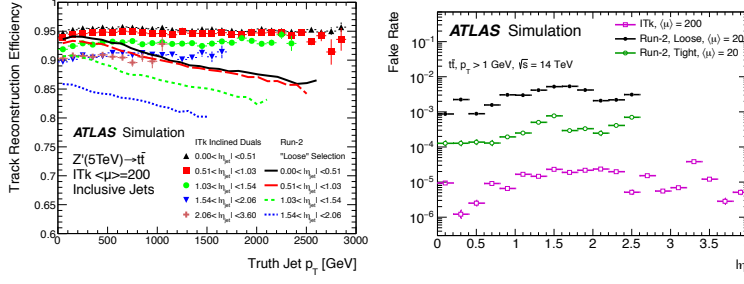 Track Reconstruction Efficiency
1
0.95
0.9
0.85
0.8
0.75
0.7
0.65
0.6
ATLAS Simulation
Z'(5TeV)→tt̄
ITk <μ>=200
Inclusive Jets
ITk Inclined Duals
0.00< |η_jet| <0.51
0.51< |η_jet| <1.03
1.03< |η_jet| <1.54
1.54< |η_jet| <2.06
2.06< |η_jet| <3.60
Run-2
"Loose" Selection
0.00< |η_jet| <0.51
0.51< |η_jet| <1.03
1.03< |η_jet| <1.54
1.54< |η_jet| <2.06
0 500 1000 1500 2000 2500 3000
Truth Jet p_T [GeV]
Fake Rate
ATLAS Simulation
tt̄, p_T > 1 GeV, √s = 14 TeV
ITk, ⟨μ⟩ = 200
Run-2, Loose, ⟨μ⟩ = 20
Run-2, Tight, ⟨μ⟩ = 20
10⁻¹
10⁻²
10⁻³
10⁻⁴
10⁻⁵
10⁻⁶
0 0.5 1 1.5 2 2.5 3 3.5